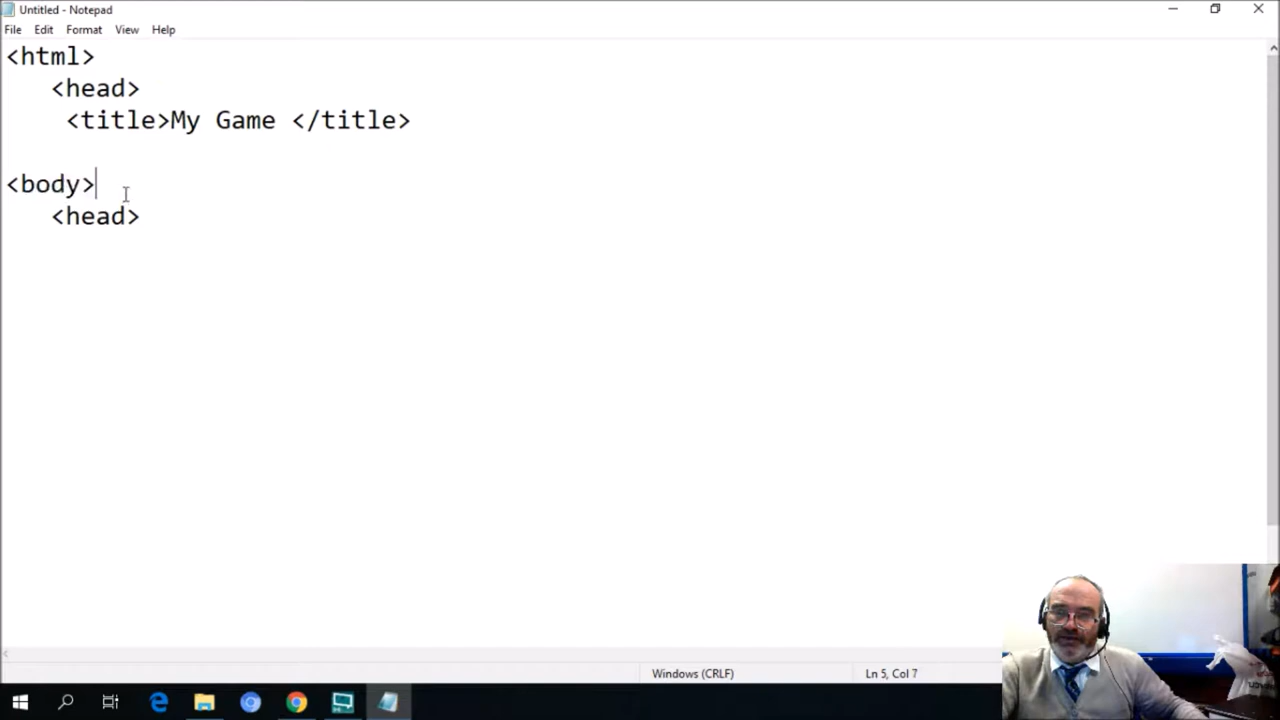 Untitled - Notepad
File Edit Format View Help
<html>
<head>
<title>My Game </title>
<body>
<head>
Windows (CRLF)
Ln 5, Col 7